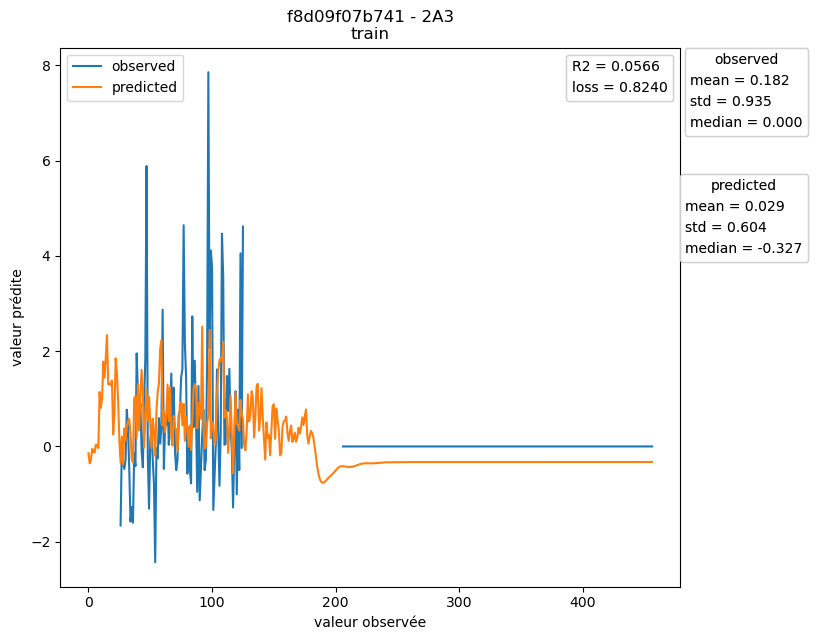 f8d09f07b741 - 2A3
train
observed
predicted
R2 = 0.0566
loss = 0.8240
observed
mean = 0.182
std = 0.935
median = 0.000
predicted
mean = 0.029
std = 0.604
median = -0.327
valeur prédite
8
6
4
2
0
−2
0
100
200
300
400
valeur observée